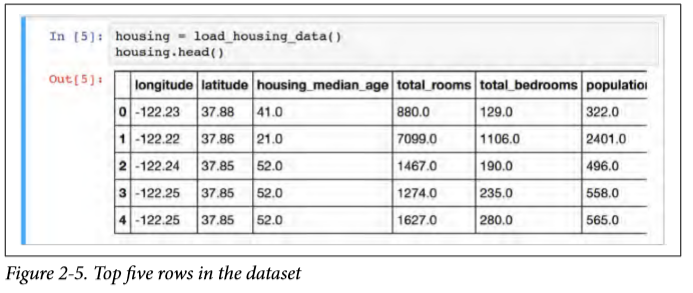 In [5]: housing = load_housing_data()
housing.head()
Out[5]:
longitude latitude housing_median_age total_rooms total_bedrooms
0 -122.23 37.88 41.0 880.0 129.0 322.0
1 -122.22 37.86 21.0 7099.0 1106.0 2401.0
2 -122.24 37.85 52.0 1467.0 190.0 496.0
3 -122.25 37.85 52.0 1274.0 235.0 558.0
4 -122.25 37.85 52.0 1627.0 280.0 565.0
Figure 2-5. Top five rows in the dataset